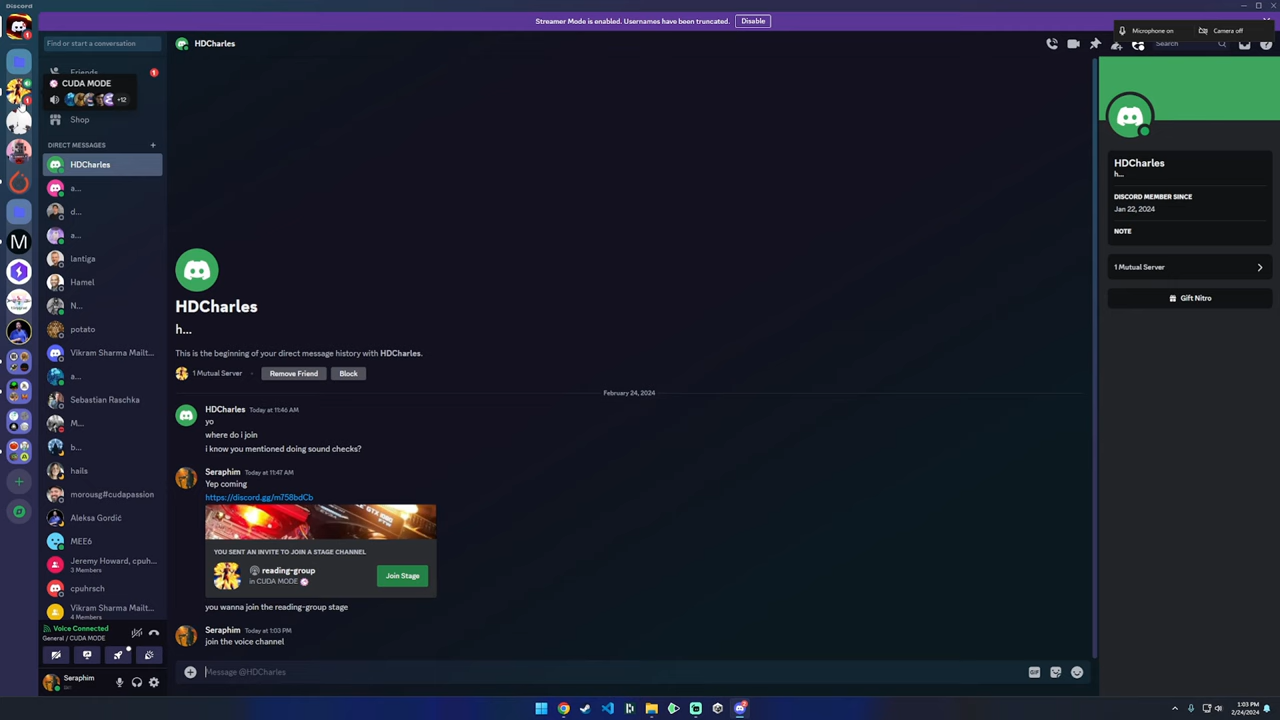 Discord
Streamer Mode is enabled. Usernames have been truncated.
Disable
Microphone on
Camera off
Find or start a conversation
HDCharles
Search
Friends
1
CUDA MODE
+12
Shop
DIRECT MESSAGES
HDCharles
a...
d...
a...
lantiga
Hamel
N...
potato
Vikram Sharma Mailt...
a...
Sebastian Raschka
M...
b...
hails
morousg#cudapassion
Aleksa Gordić
MEE6
Jeremy Howard, cpuh...
3 Members
cpuhrsch
Vikram Sharma Mailt...
4 Members
Voice Connected
General / CUDA MODE
Seraphim
HDCharles
h...
This is the beginning of your direct message history with HDCharles.
1 Mutual Server
Remove Friend
Block
February 24, 2024
HDCharles Today at 11:46 AM
yo
where do i join
i know you mentioned doing sound checks?
Seraphim Today at 11:47 AM
Yep coming
https://discord.gg/m758bdCb
YOU SENT AN INVITE TO JOIN A STAGE CHANNEL
reading-group
in CUDA MODE
Join Stage
you wanna join the reading-group stage
Seraphim Today at 1:03 PM
join the voice channel
Message @HDCharles
GIF
HDCharles
h...
DISCORD MEMBER SINCE
Jan 22, 2024
NOTE
1 Mutual Server
Gift Nitro
1:03 PM
2/24/2024